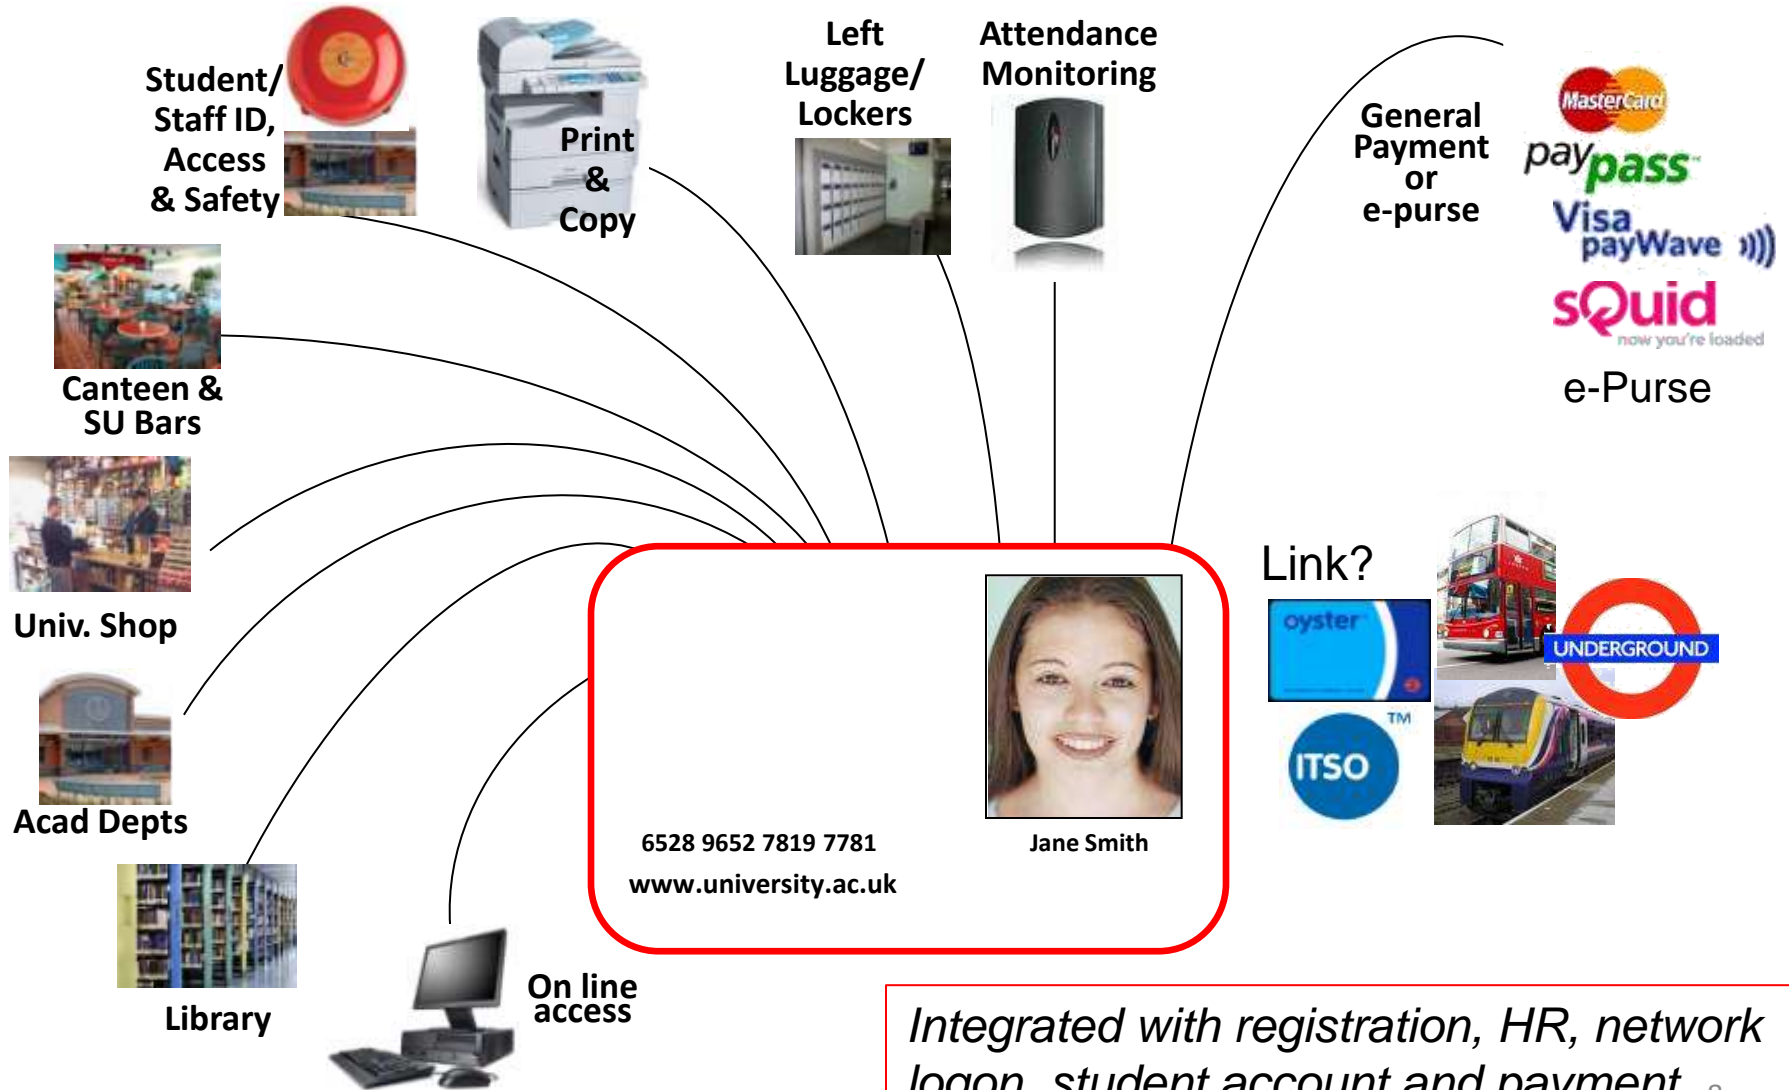 Student/
Staff ID,
Access
& Safety
Print
&
Copy
Left
Luggage/
Lockers
Attendance
Monitoring
General
Payment
or
e-purse
MasterCard
paypass
Visa
payWave
sQuid
now you're loaded
e-Purse
Canteen &
SU Bars
Univ. Shop
Acad Depts
Library
On line
access
6528 9652 7819 7781
www.university.ac.uk
Jane Smith
Link?
oyster
UNDERGROUND
ITSO
TM
Integrated with registration, HR, network
logon, student account and payment